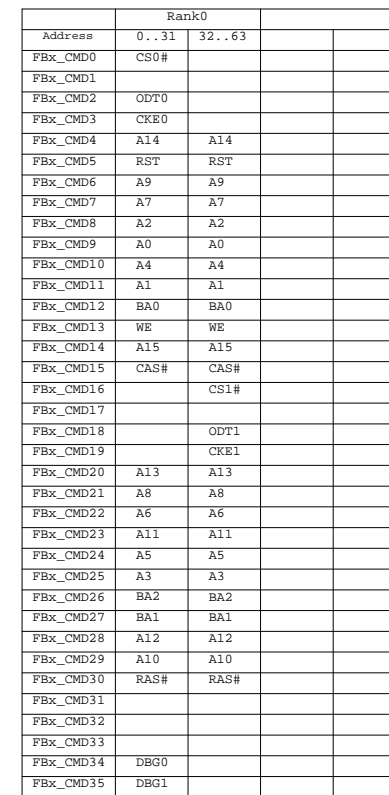 Rank0
Address 0..31 32..63
FBx_CMD0 CS0#
FBx_CMD1
FBx_CMD2 ODT0
FBx_CMD3 CKE0
FBx_CMD4 A14 A14
FBx_CMD5 RST RST
FBx_CMD6 A9 A9
FBx_CMD7 A7 A7
FBx_CMD8 A2 A2
FBx_CMD9 A0 A0
FBx_CMD10 A4 A4
FBx_CMD11 A1 A1
FBx_CMD12 BA0 BA0
FBx_CMD13 WE WE
FBx_CMD14 A15 A15
FBx_CMD15 CAS# CAS#
FBx_CMD16 CS1#
FBx_CMD17
FBx_CMD18 ODT1
FBx_CMD19 CKE1
FBx_CMD20 A13 A13
FBx_CMD21 A8 A8
FBx_CMD22 A6 A6
FBx_CMD23 A11 A11
FBx_CMD24 A5 A5
FBx_CMD25 A3 A3
FBx_CMD26 BA2 BA2
FBx_CMD27 BA1 BA1
FBx_CMD28 A12 A12
FBx_CMD29 A10 A10
FBx_CMD30 RAS# RAS#
FBx_CMD31
FBx_CMD32
FBx_CMD33
FBx_CMD34 DBG0
FBx_CMD35 DBG1